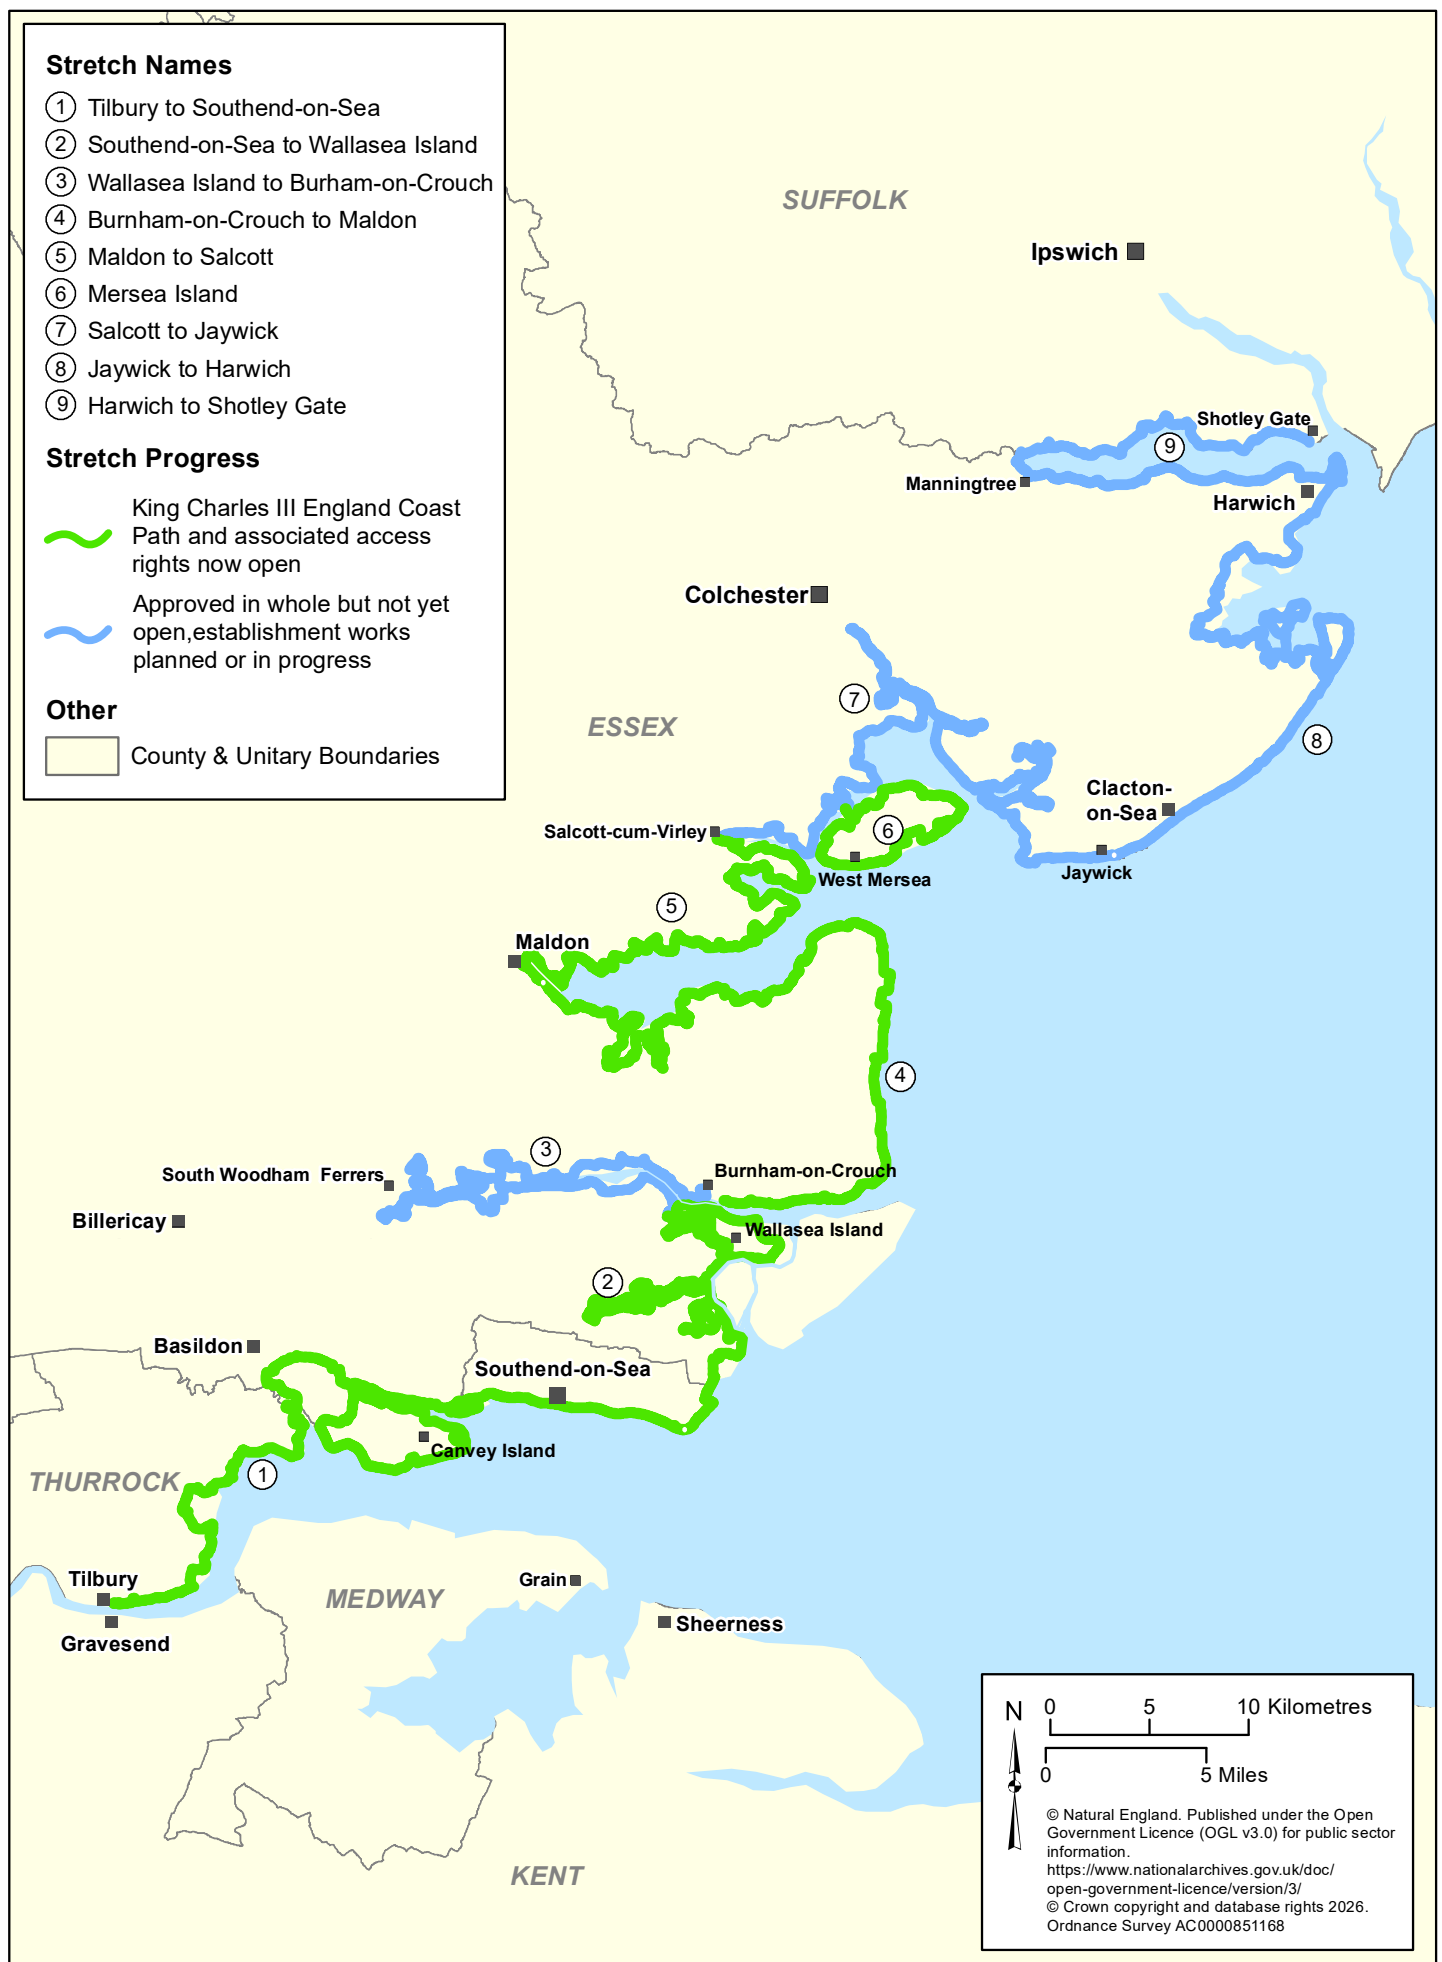 Stretch Names
1 Tilbury to Southend-on-Sea
2 Southend-on-Sea to Wallasea Island
3 Wallasea Island to Burham-on-Crouch
4 Burnham-on-Crouch to Maldon
5 Maldon to Salcott
6 Mersea Island
7 Salcott to Jaywick
8 Jaywick to Harwich
9 Harwich to Shotley Gate
Stretch Progress
King Charles III England Coast
Path and associated access
rights now open
Approved in whole but not yet
open,establishment works
planned or in progress
Other
County & Unitary Boundaries
SUFFOLK
Ipswich
Shotley Gate
9
Manningtree
Harwich
Colchester
7
ESSEX
8
Clacton-
on-Sea
Salcott-cum-Virley
6
Jaywick
West Mersea
5
Maldon
4
3
South Woodham Ferrers
Burnham-on-Crouch
Billericay
Wallasea Island
2
Basildon
Southend-on-Sea
Canvey Island
1
THURROCK
Tilbury
Grain
MEDWAY
Gravesend
Sheerness
KENT
N
0 5 10 Kilometres
0 5 Miles
© Natural England. Published under the Open
Government Licence (OGL v3.0) for public sector
information.
https://www.nationalarchives.gov.uk/doc/
open-government-licence/version/3/
© Crown copyright and database rights 2026.
Ordnance Survey AC0000851168